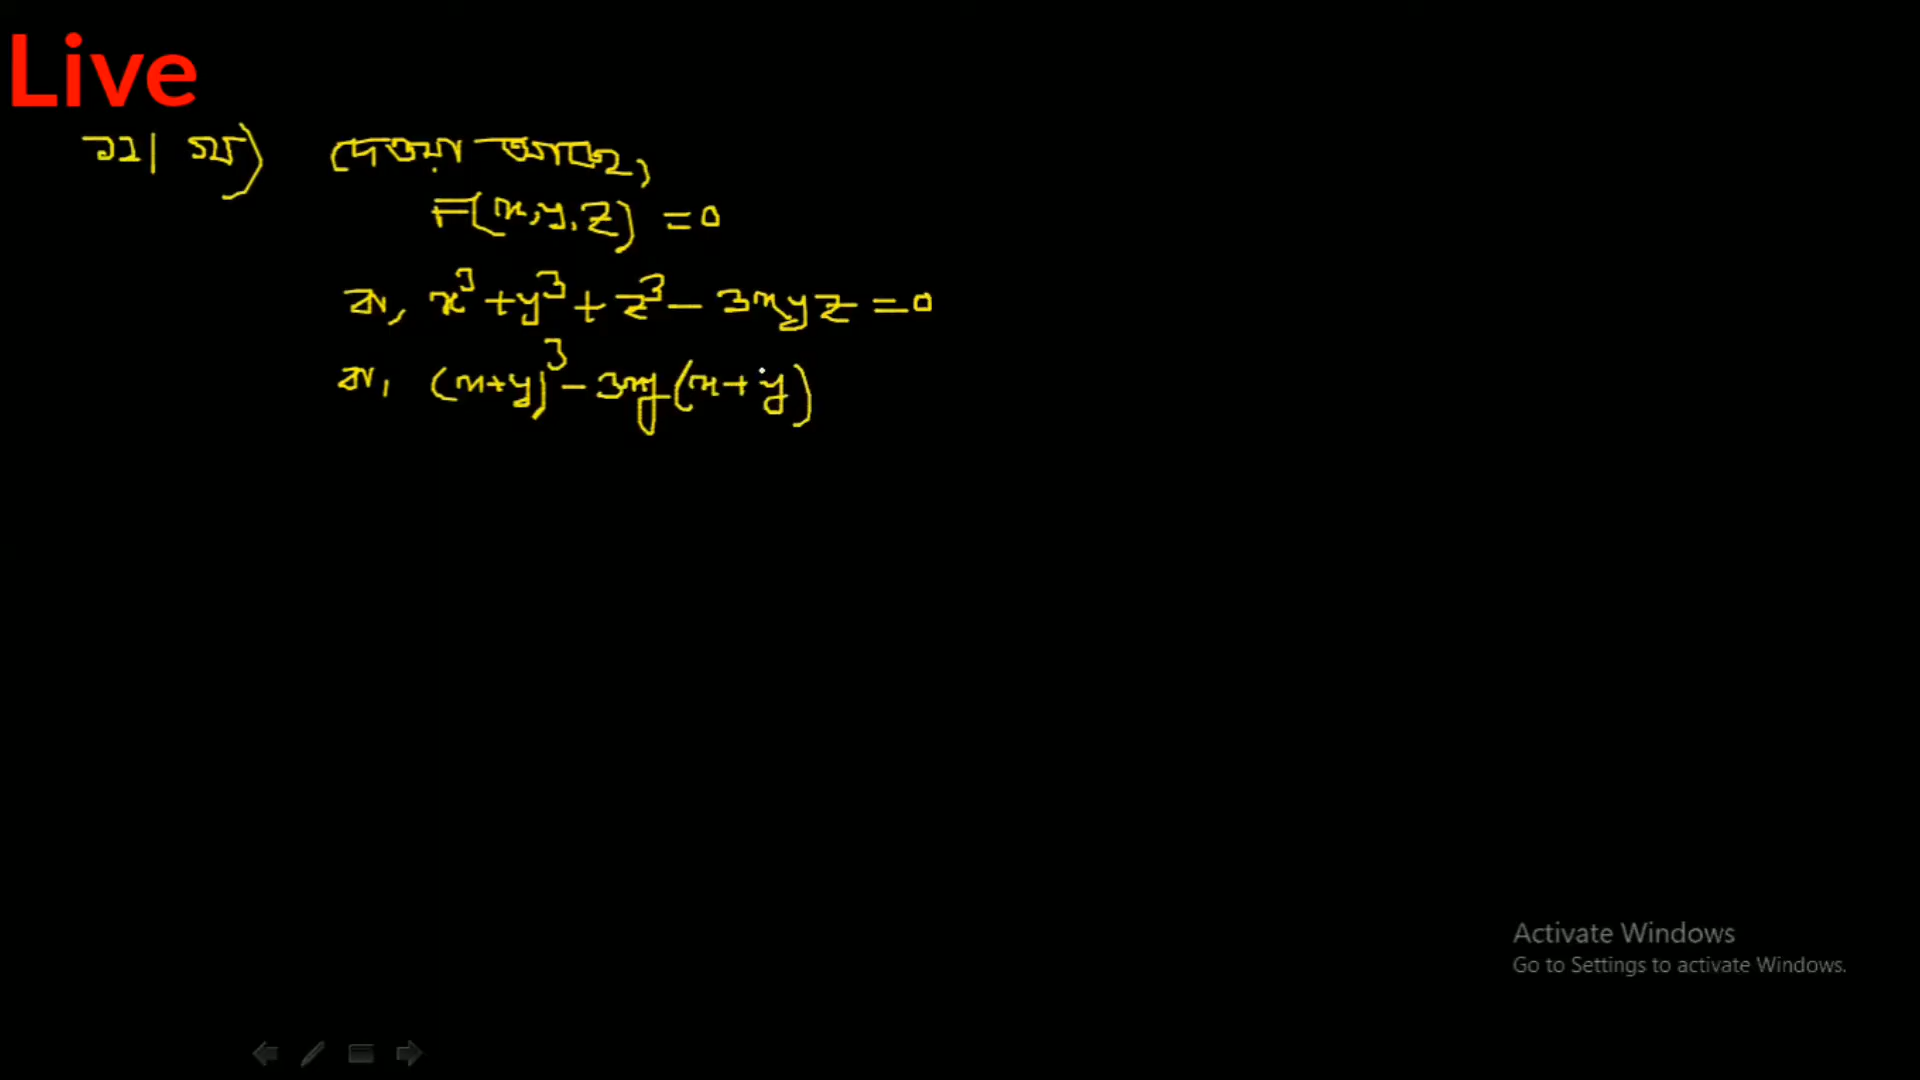 Live
১২। ঘ) দেওয়া আছে,
F(x,y,z) = 0
বা, x³ + y³ + z³ − 3xyz = 0
বা, (x+y)³ − 3xy(x+y)
Activate Windows
Go to Settings to activate Windows.